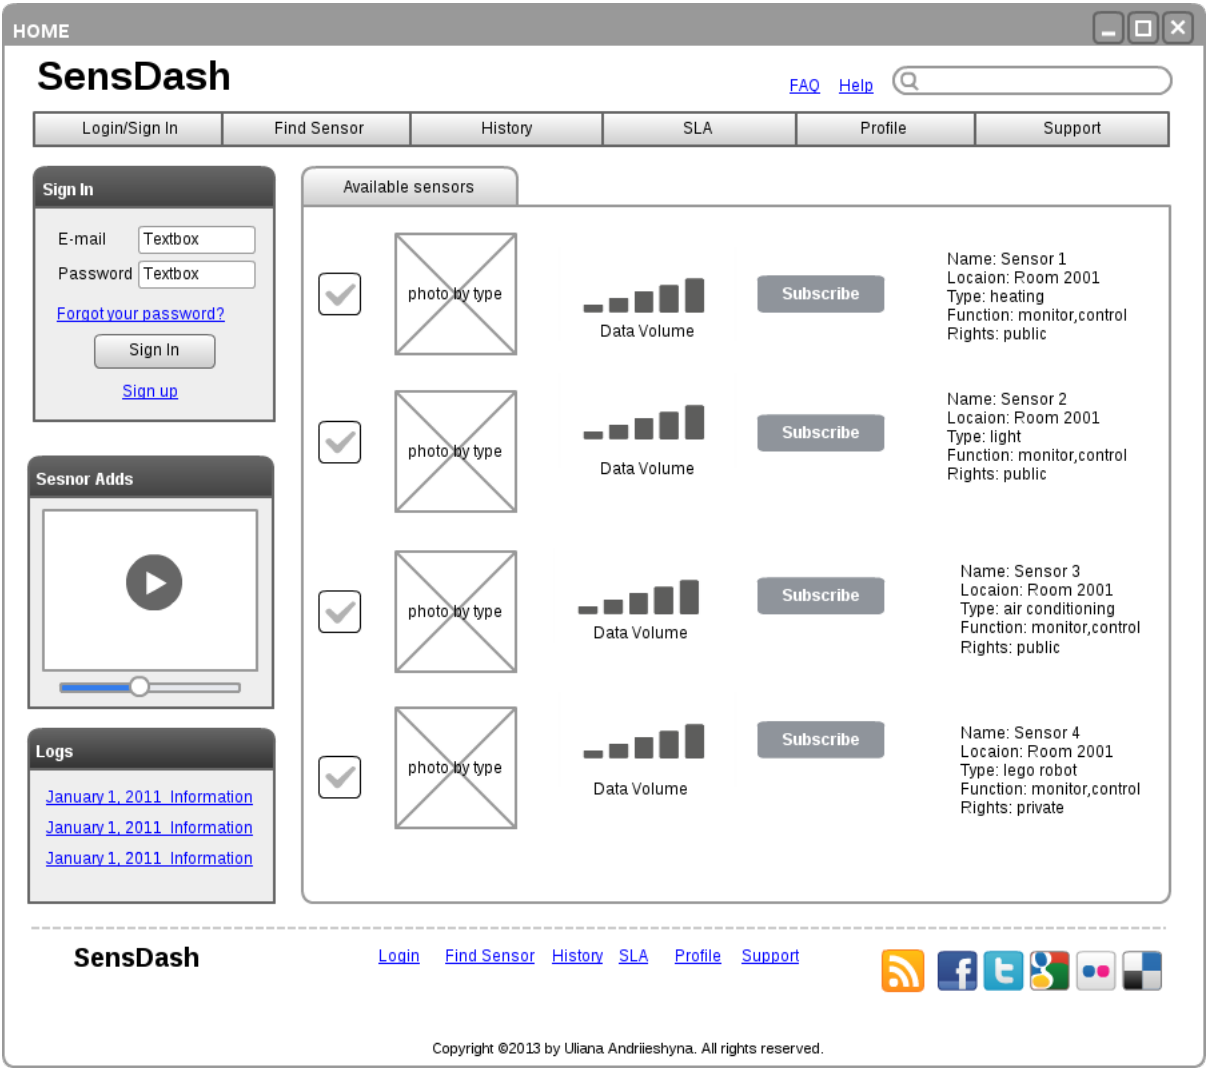 HOME
SensDash
FAQ Help
Login/Sign In Find Sensor History SLA Profile Support
Sign In
E-mail Textbox
Password Textbox
Forgot your password?
Sign In
Sign up
Sesnor Adds
Logs
January 1, 2011 Information
January 1, 2011 Information
January 1, 2011 Information
Available sensors
photo by type
Data Volume
Subscribe
Name: Sensor 1
Locaion: Room 2001
Type: heating
Function: monitor,control
Rights: public
photo by type
Data Volume
Subscribe
Name: Sensor 2
Locaion: Room 2001
Type: light
Function: monitor,control
Rights: public
photo by type
Data Volume
Subscribe
Name: Sensor 3
Locaion: Room 2001
Type: air conditioning
Function: monitor,control
Rights: public
photo by type
Data Volume
Subscribe
Name: Sensor 4
Locaion: Room 2001
Type: lego robot
Function: monitor,control
Rights: private
SensDash
Login Find Sensor History SLA Profile Support
Copyright ©2013 by Uliana Andriieshyna. All rights reserved.